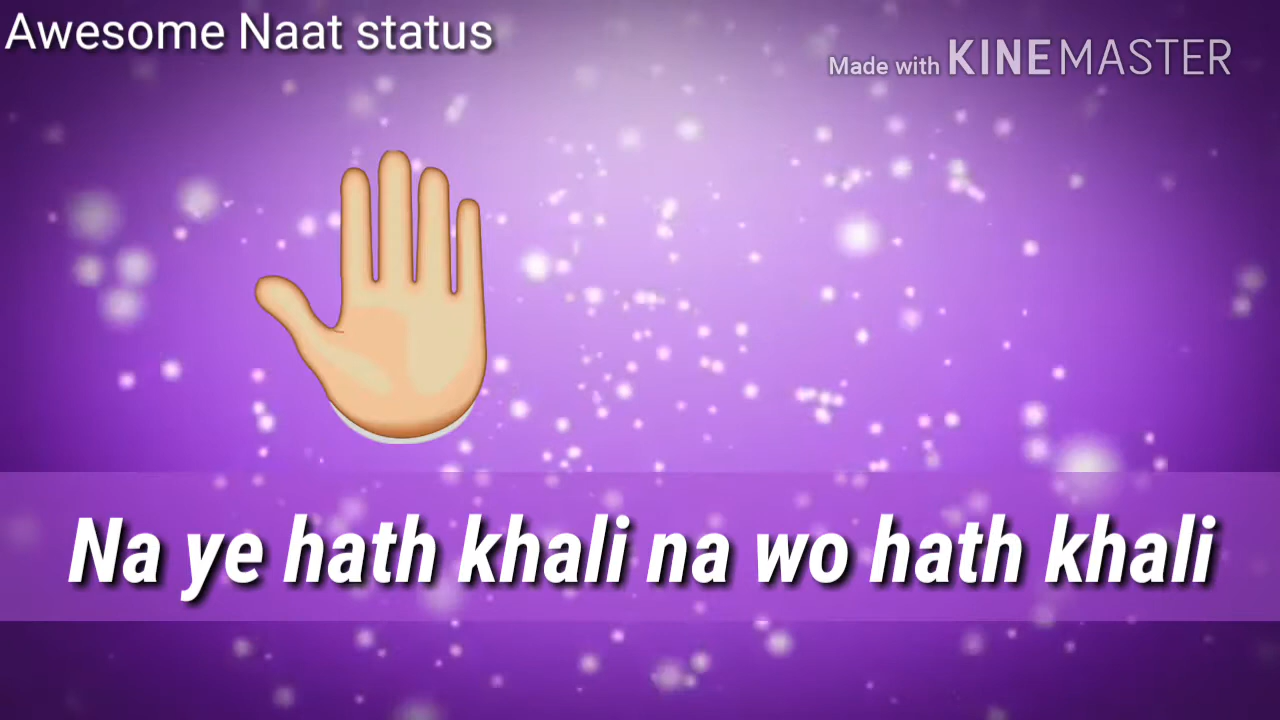 Awesome Naat status
Made with KINEMASTER
Na ye hath khali na wo hath khali